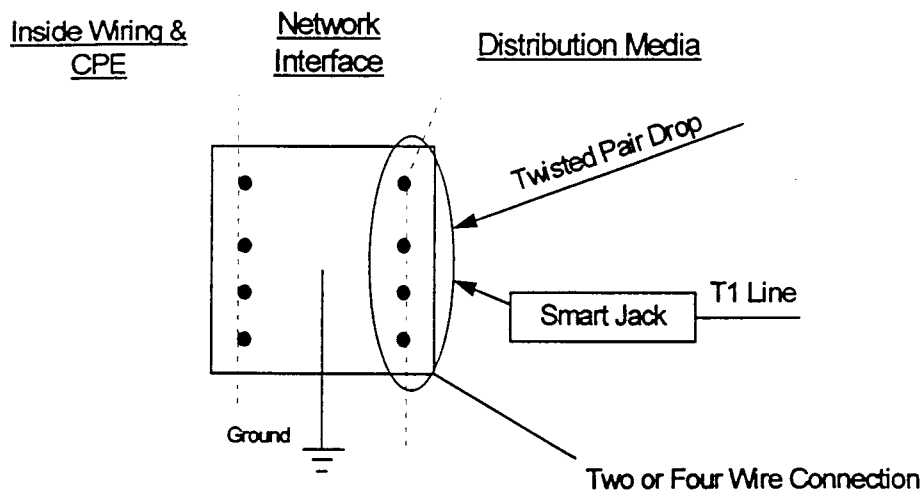 Inside Wiring &
CPE
Network
Interface
Distribution Media
Twisted Pair Drop
T1 Line
Smart Jack
Ground
Two or Four Wire Connection